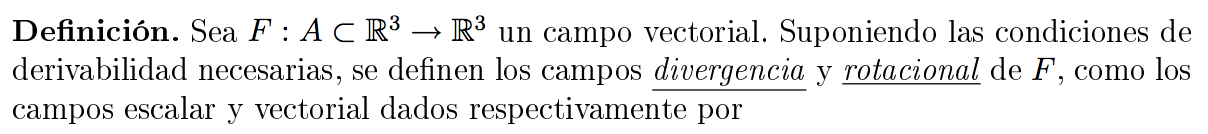 Definición. Sea F : A ⊂ ℝ³ → ℝ³ un campo vectorial. Suponiendo las condiciones de
derivabilidad necesarias, se definen los campos divergencia y rotacional de F, como los
campos escalar y vectorial dados respectivamente por